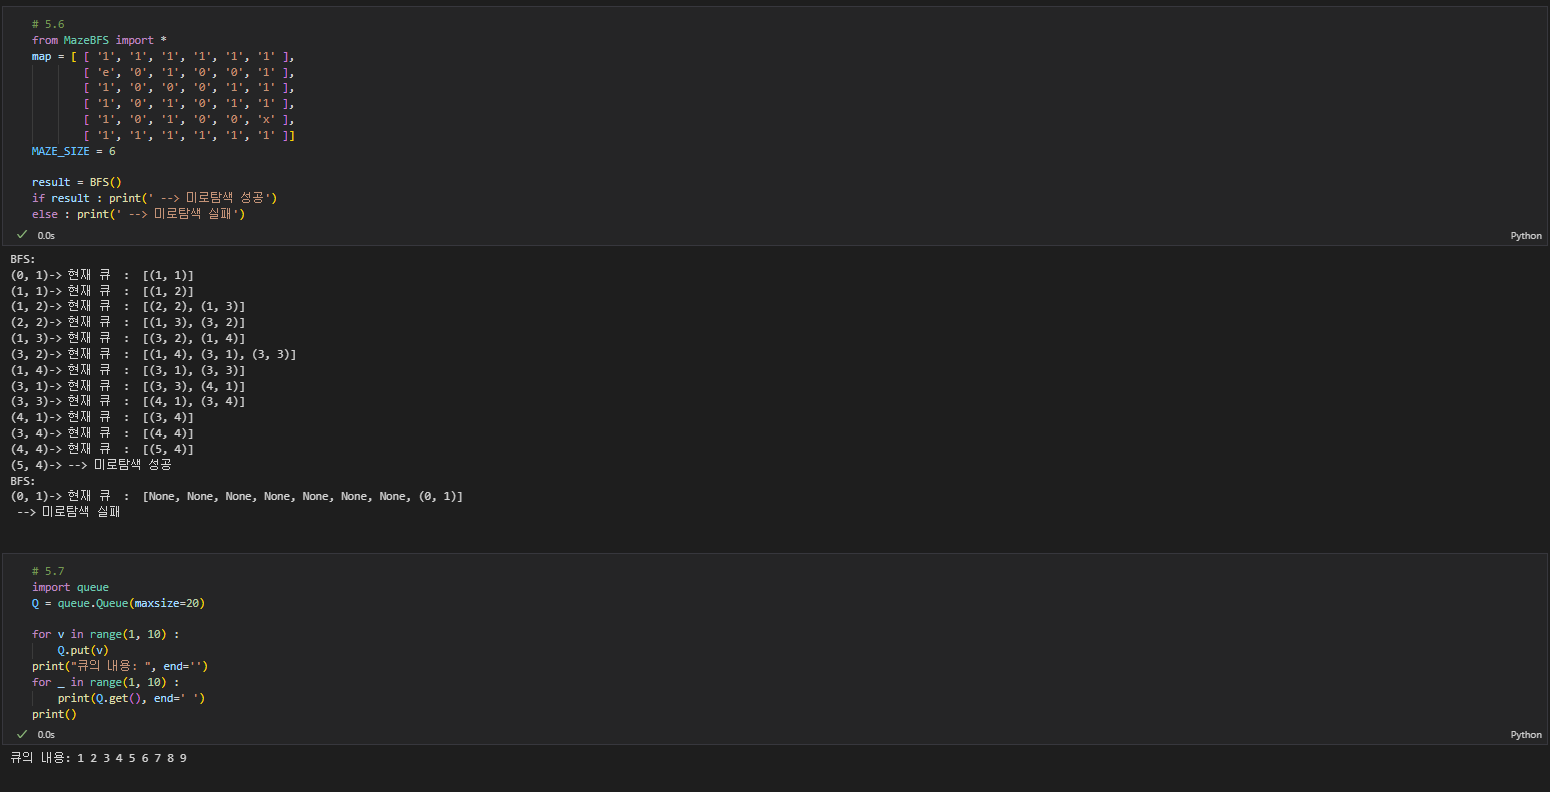 # 5.6
from MazeBFS import *
map = [ [ '1', '1', '1', '1', '1', '1' ],
[ 'e', '0', '1', '0', '0', '1' ],
[ '1', '0', '0', '0', '1', '1' ],
[ '1', '0', '1', '0', '1', '1' ],
[ '1', '0', '1', '0', '0', 'x' ],
[ '1', '1', '1', '1', '1', '1' ]]
MAZE_SIZE = 6
result = BFS()
if result : print(' --> 미로탐색 성공')
else : print(' --> 미로탐색 실패')
0.0s
Python
BFS:
(0, 1)-> 현재 큐  :  [(1, 1)]
(1, 1)-> 현재 큐  :  [(1, 2)]
(1, 2)-> 현재 큐  :  [(2, 2), (1, 3)]
(2, 2)-> 현재 큐  :  [(1, 3), (3, 2)]
(1, 3)-> 현재 큐  :  [(3, 2), (1, 4)]
(3, 2)-> 현재 큐  :  [(1, 4), (3, 1), (3, 3)]
(1, 4)-> 현재 큐  :  [(3, 1), (3, 3)]
(3, 1)-> 현재 큐  :  [(3, 3), (4, 1)]
(3, 3)-> 현재 큐  :  [(4, 1), (3, 4)]
(4, 1)-> 현재 큐  :  [(3, 4)]
(3, 4)-> 현재 큐  :  [(4, 4)]
(4, 4)-> 현재 큐  :  [(5, 4)]
(5, 4)-> --> 미로탐색 성공
BFS:
(0, 1)-> 현재 큐  :  [None, None, None, None, None, None, None, (0, 1)]
--> 미로탐색 실패
# 5.7
import queue
Q = queue.Queue(maxsize=20)
for v in range(1, 10) :
Q.put(v)
print("큐의 내용: ", end='')
for _ in range(1, 10) :
print(Q.get(), end=' ')
print()
0.0s
Python
큐의 내용: 1 2 3 4 5 6 7 8 9